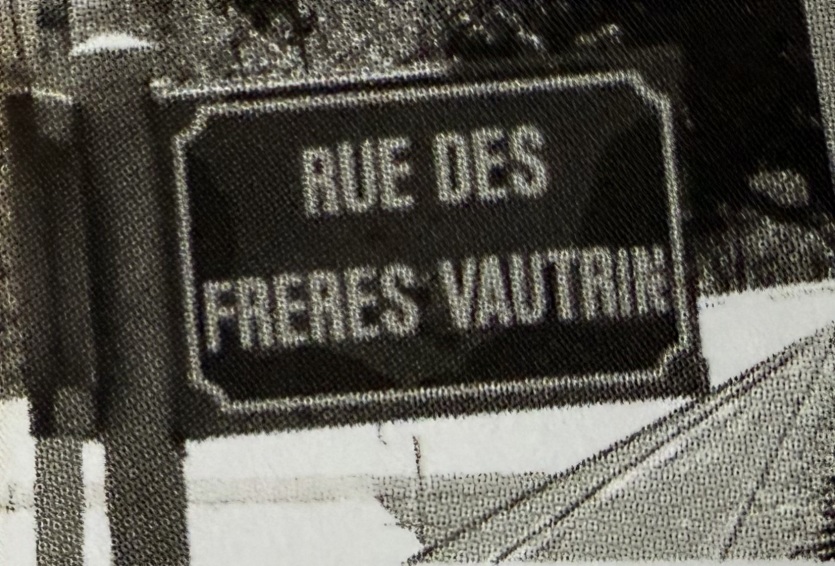 RUE DES
FRERES VAUTRIN